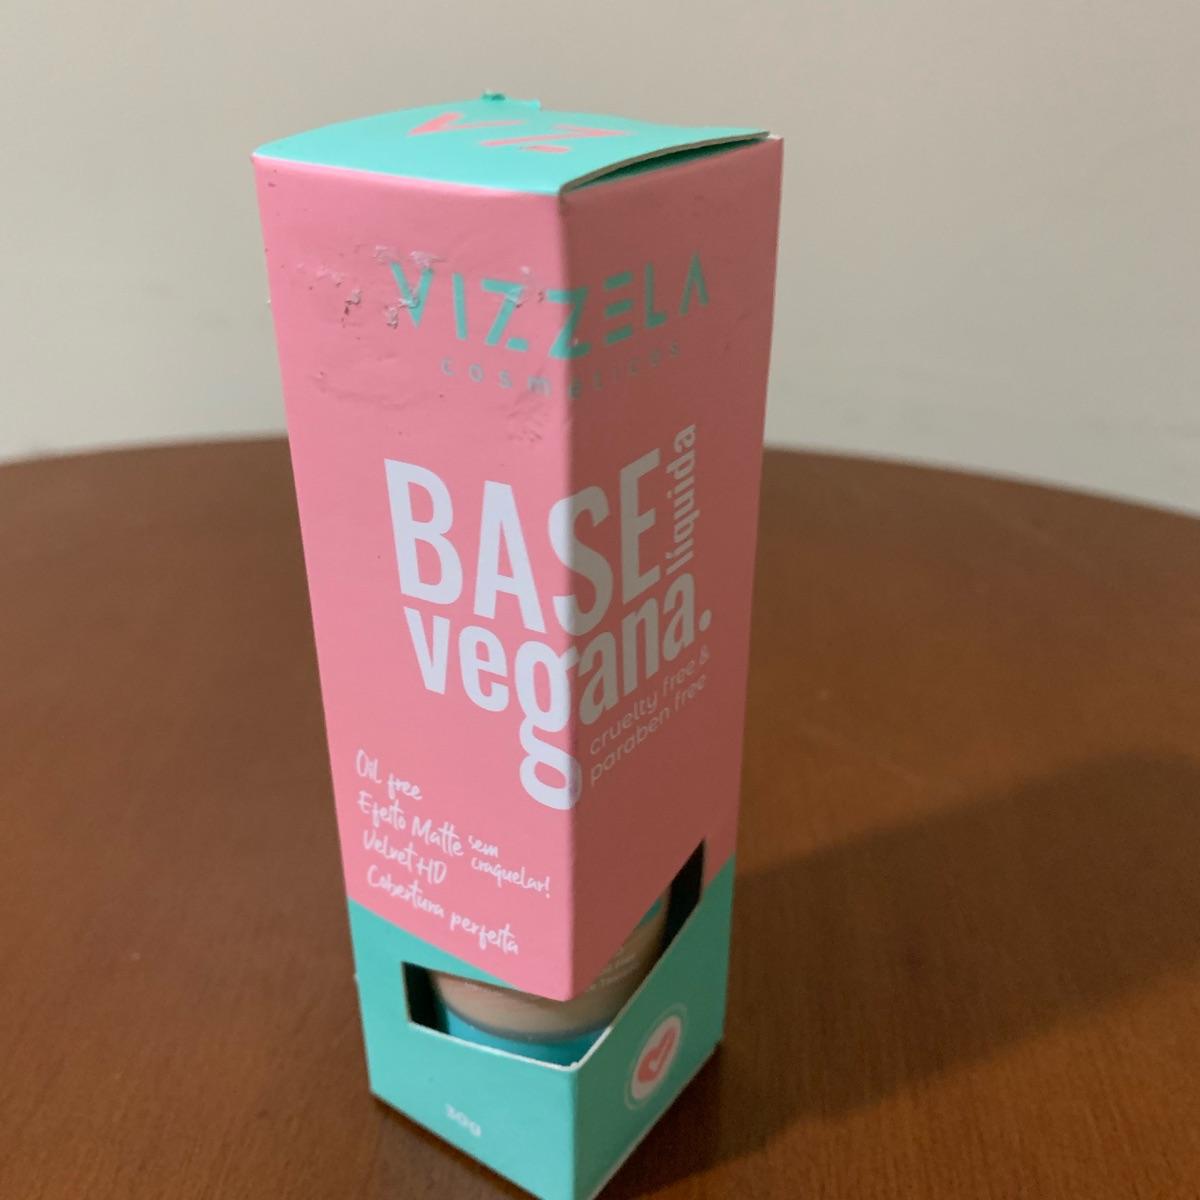 VIZ
VIZZELA
cosméticos
BASE
líquida
vegana.
cruelty free &
paraben free
Oil free
Efeito Matte sem
craquelar!
Velvet HD
Cobertura perfeita
30g